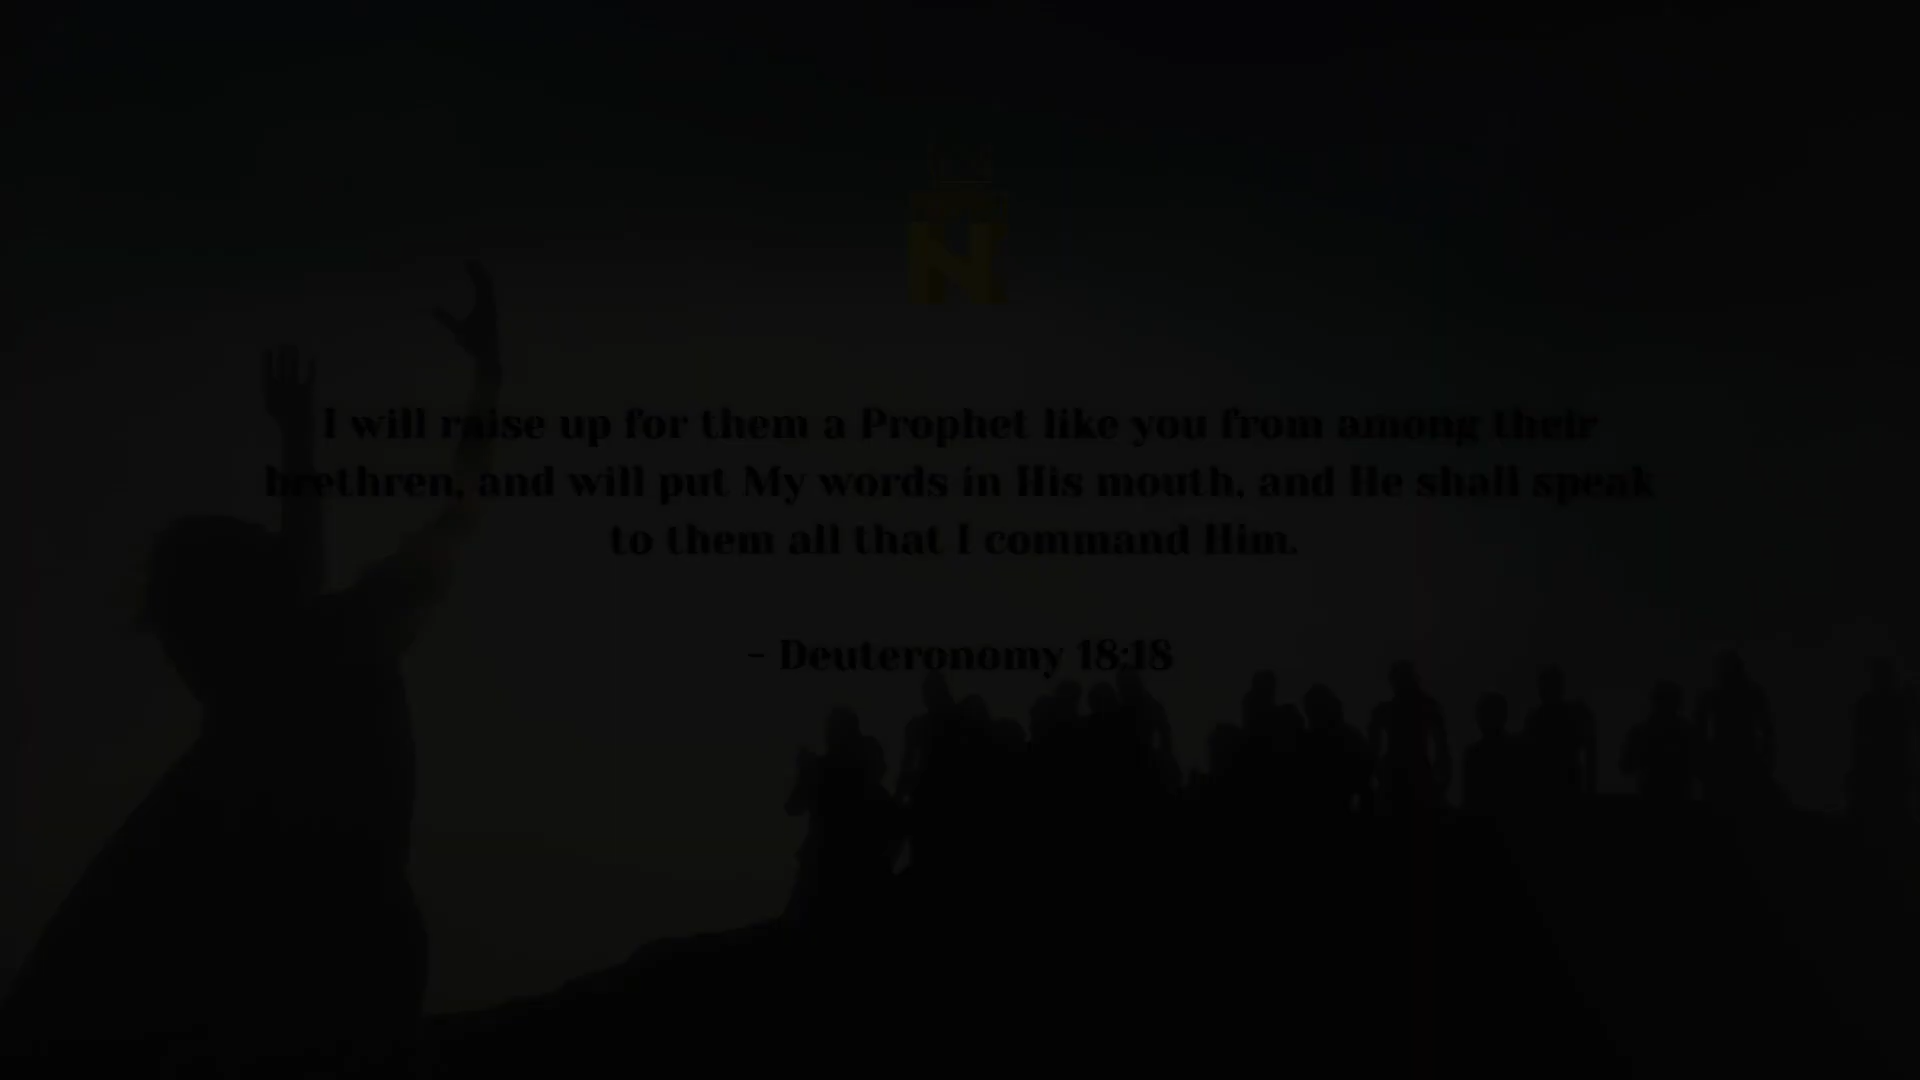 N
I will raise up for them a Prophet like you from among their
brethren, and will put My words in His mouth, and He shall speak
to them all that I command Him.
- Deuteronomy 18:18